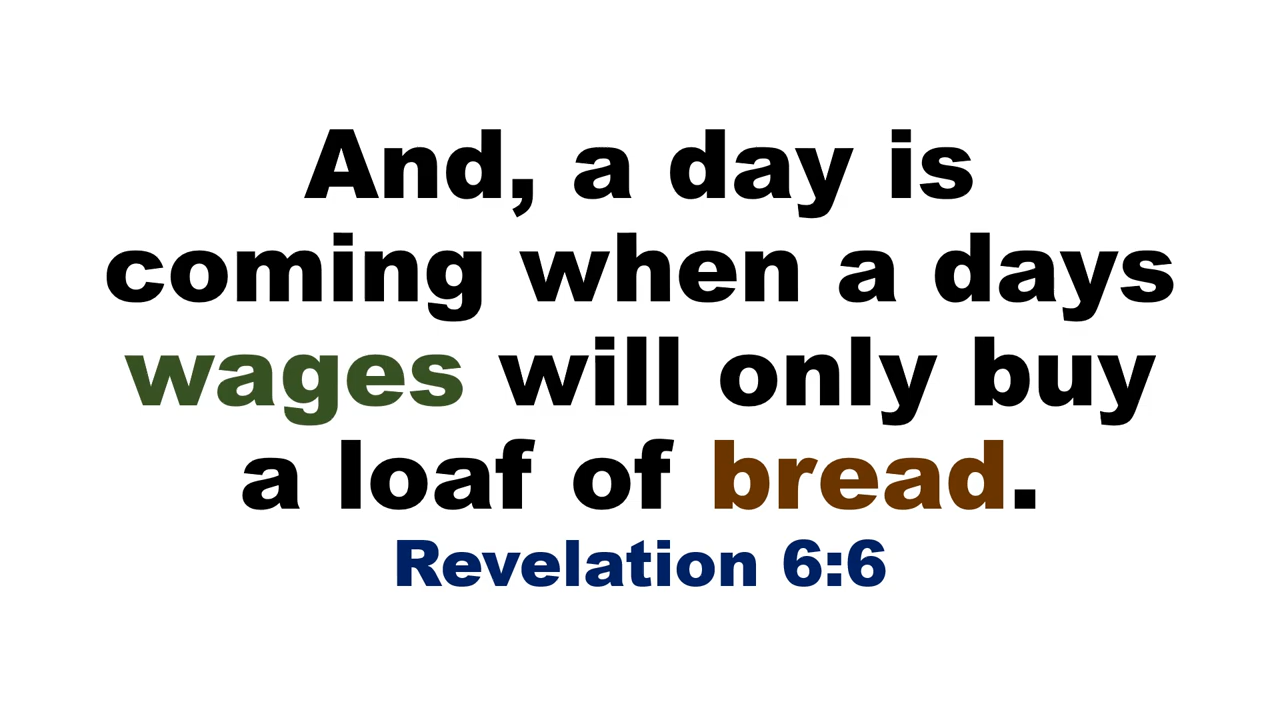 And, a day is
coming when a days
wages will only buy
a loaf of bread.
Revelation 6:6